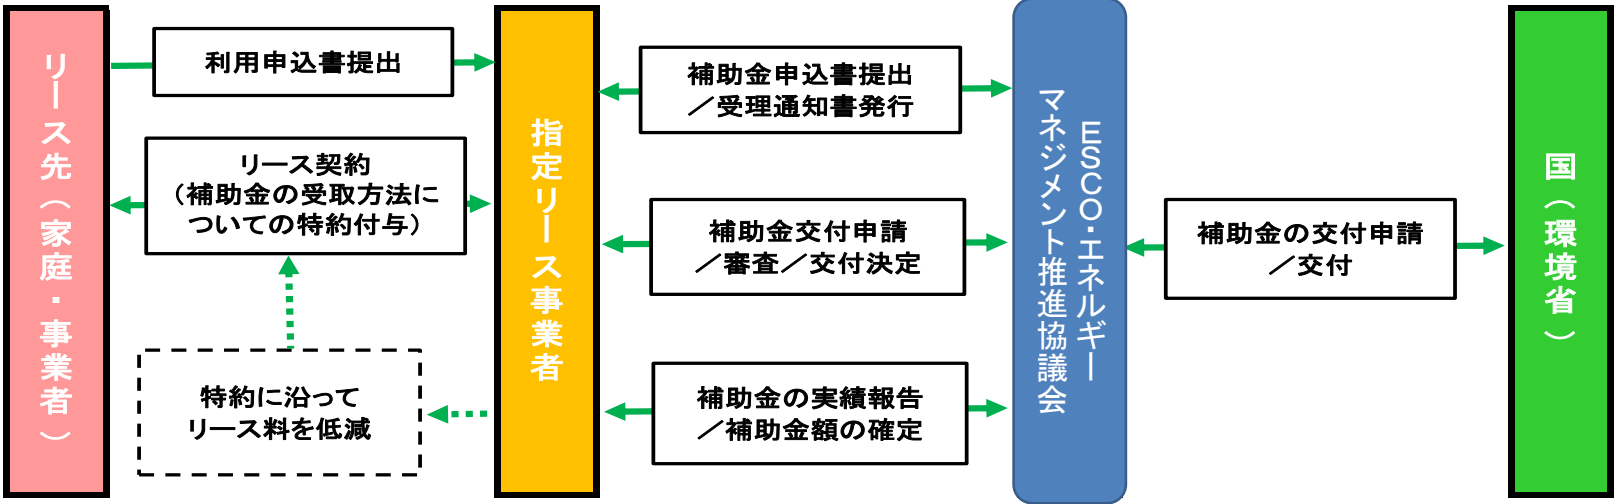 リース先（家庭・事業者）
利用申込書提出
リース契約
（補助金の受取方法に
ついての特約付与）
特約に沿って
リース料を低減
指定リース事業者
補助金申込書提出
／受理通知書発行
補助金交付申請
／審査／交付決定
補助金の実績報告
／補助金額の確定
ESCO・エネルギー
マネジメント推進協議会
補助金の交付申請
／交付
国（環境省）